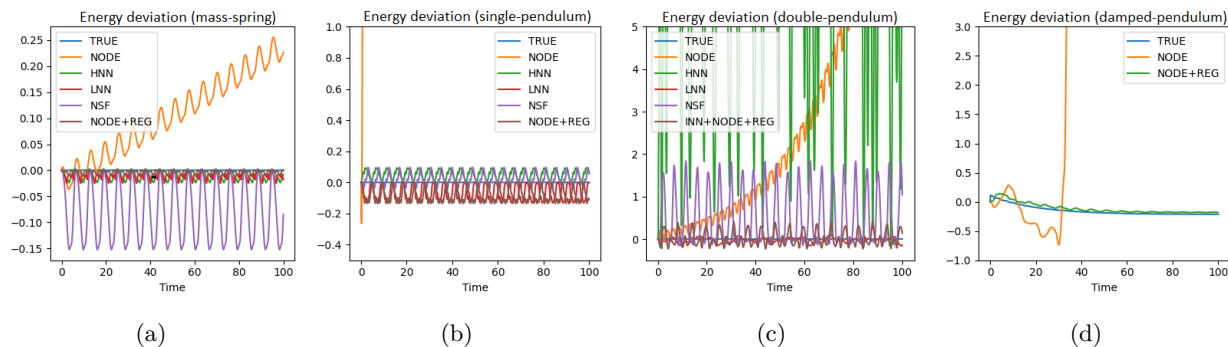 Energy deviation (mass-spring)
0.25
0.20
0.15
0.10
0.05
0.00
−0.05
−0.10
−0.15
TRUE
NODE
HNN
LNN
NSF
NODE+REG
0 20 40 60 80 100
Time
(a)
Energy deviation (single-pendulum)
1.0
0.8
0.6
0.4
0.2
0.0
−0.2
−0.4
TRUE
NODE
HNN
LNN
NSF
NODE+REG
0 20 40 60 80 100
Time
(b)
Energy deviation (double-pendulum)
5
4
3
2
1
0
TRUE
NODE
HNN
LNN
NSF
INN+NODE+REG
0 20 40 60 80 100
Time
(c)
Energy deviation (damped-pendulum)
3.0
2.5
2.0
1.5
1.0
0.5
0.0
−0.5
−1.0
TRUE
NODE
NODE+REG
0 20 40 60 80 100
Time
(d)